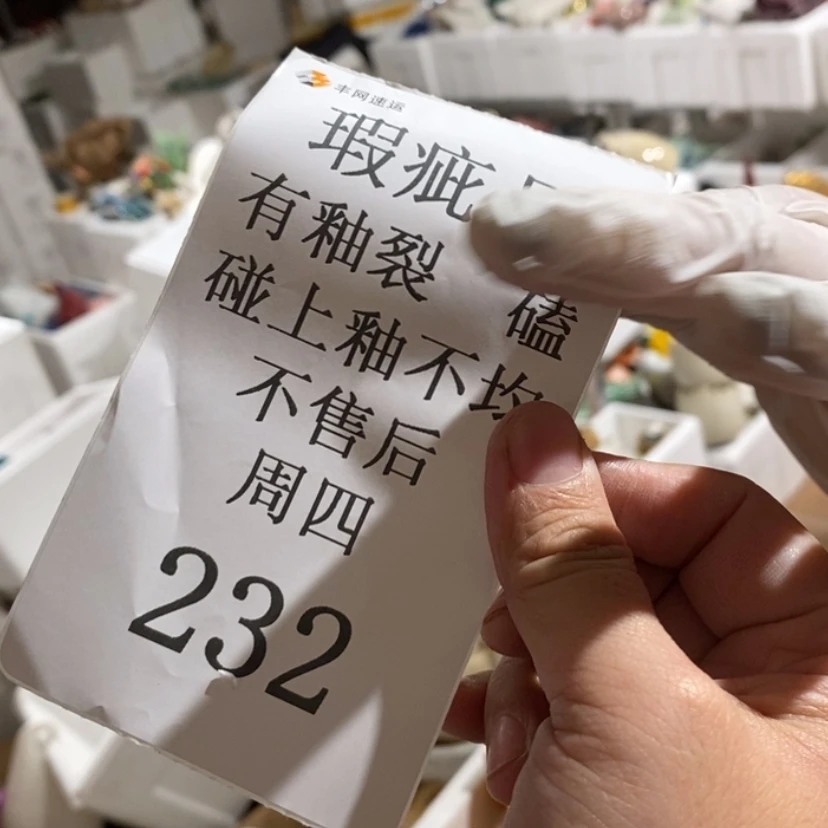 丰网速运
瑕疵
有釉裂 磕
碰上釉不均
不售后
周四
232